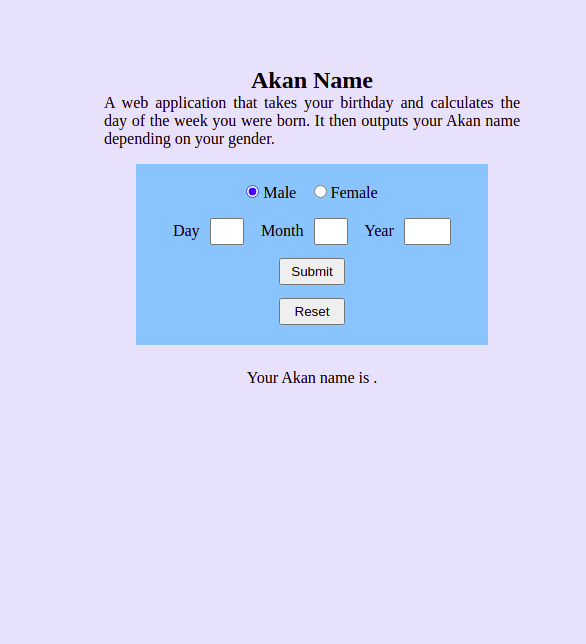 Akan Name
A web application that takes your birthday and calculates the
day of the week you were born. It then outputs your Akan name
depending on your gender.
Male Female
Day Month Year
Submit
Reset
Your Akan name is .